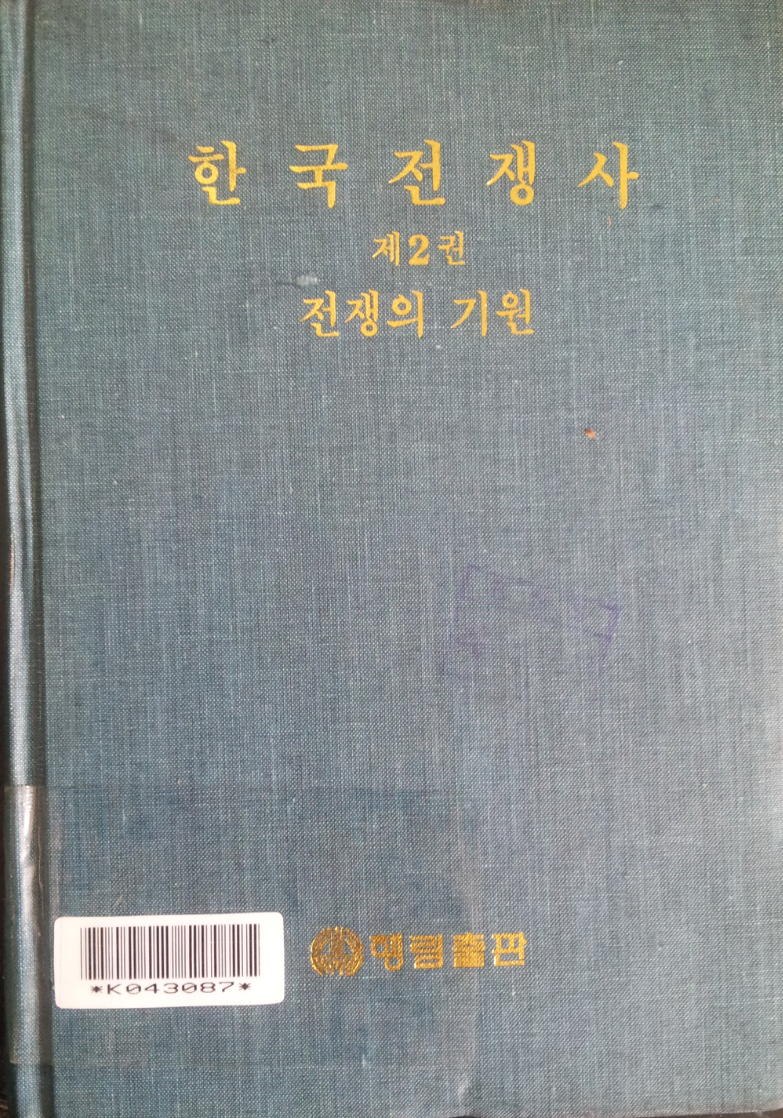 한국전쟁사
제2권
전쟁의 기원
행림출판
*K043087*